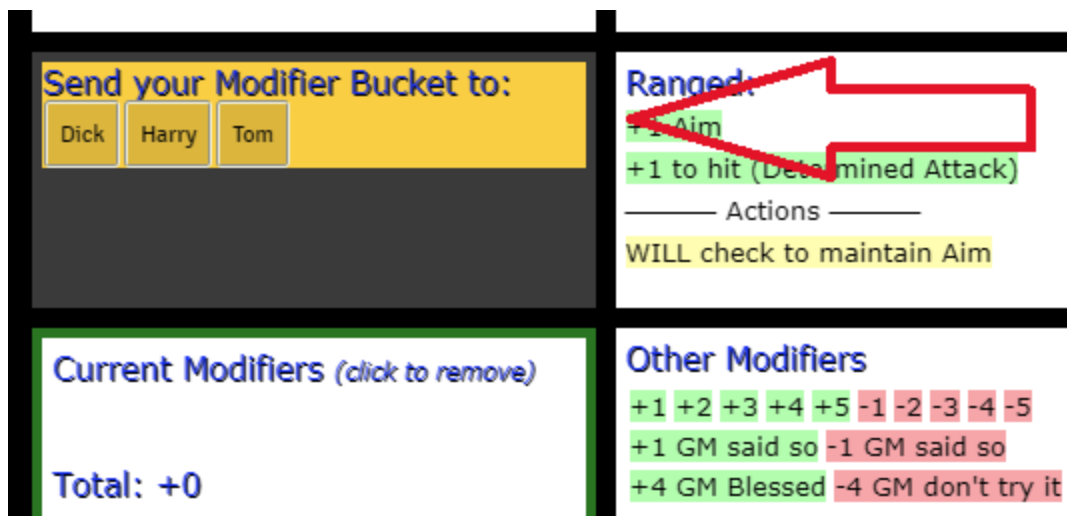 Send your Modifier Bucket to:
Dick Harry Tom
Ranged:
+1 Aim
+1 to hit (Determined Attack)
Actions
WILL check to maintain Aim
Current Modifiers (click to remove)
Total: +0
Other Modifiers
+1 +2 +3 +4 +5 -1 -2 -3 -4 -5
+1 GM said so -1 GM said so
+4 GM Blessed -4 GM don't try it